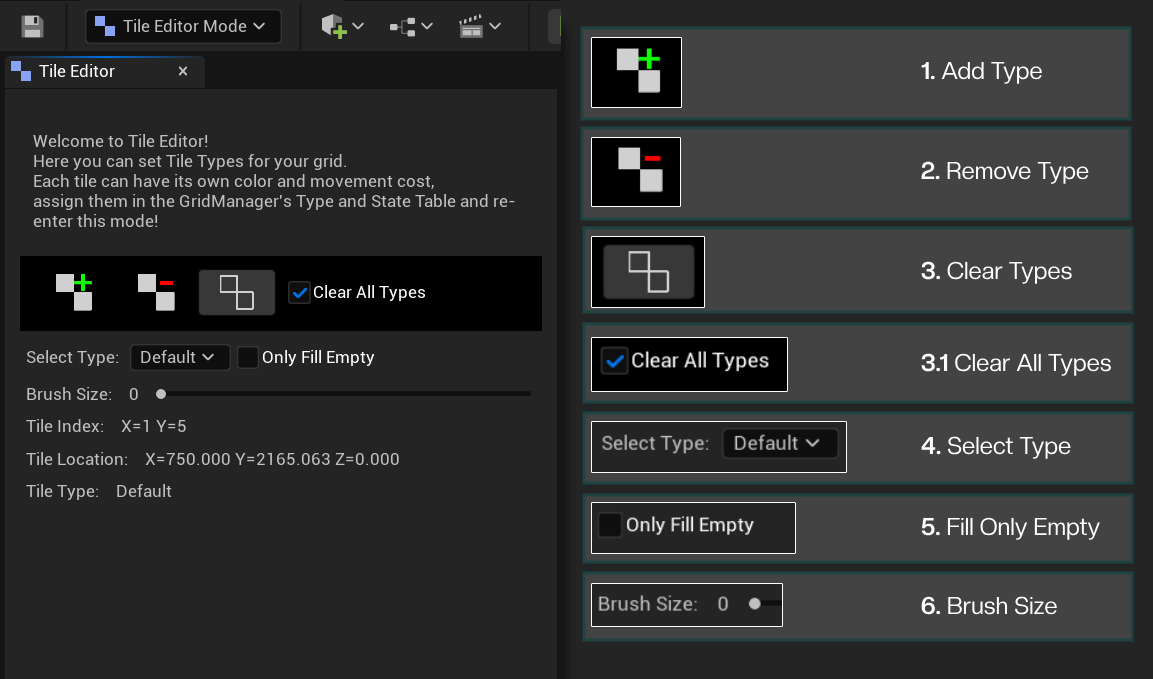 Tile Editor Mode
Tile Editor
Welcome to Tile Editor!
Here you can set Tile Types for your grid.
Each tile can have its own color and movement cost,
assign them in the GridManager's Type and State Table and re-
enter this mode!
Clear All Types
Select Type: Default Only Fill Empty
Brush Size: 0
Tile Index: X=1 Y=5
Tile Location: X=750.000 Y=2165.063 Z=0.000
Tile Type: Default
1. Add Type
2. Remove Type
3. Clear Types
Clear All Types 3.1 Clear All Types
Select Type: Default 4. Select Type
Only Fill Empty 5. Fill Only Empty
Brush Size: 0 6. Brush Size